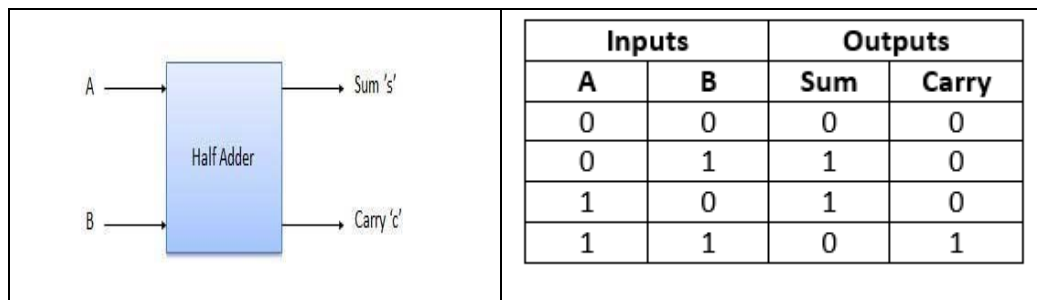 A
Sum 's'
Half Adder
B
Carry 'c'
Inputs Outputs
A B Sum Carry
0 0 0 0
0 1 1 0
1 0 1 0
1 1 0 1